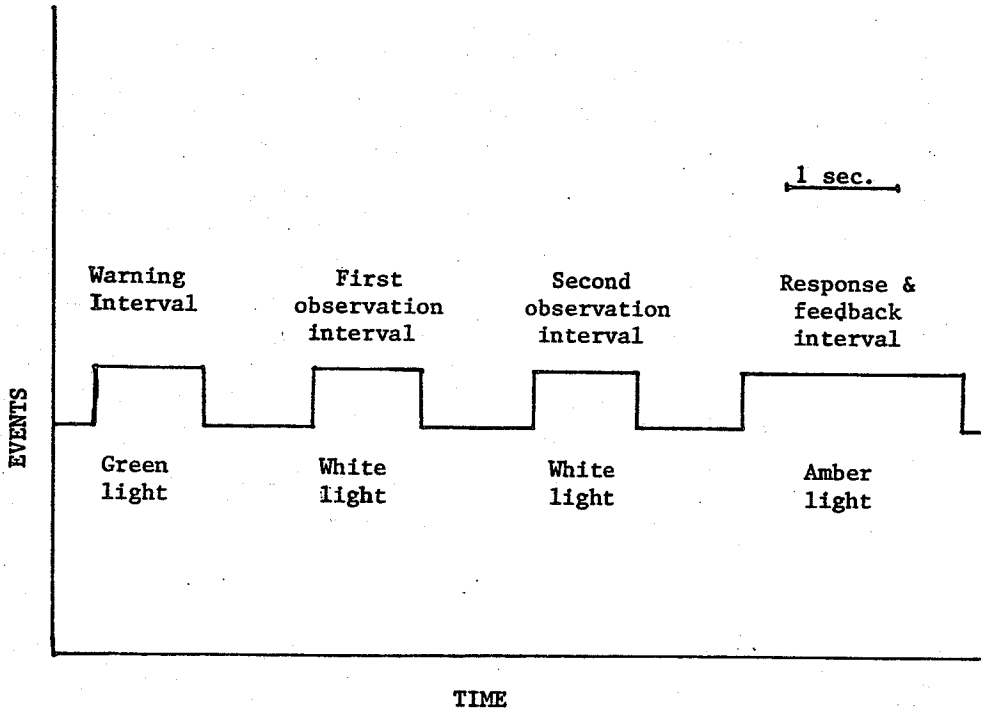 1 sec.
Warning
Interval
First
observation
interval
Second
observation
interval
Response &
feedback
interval
EVENTS
Green
light
White
light
White
light
Amber
light
TIME